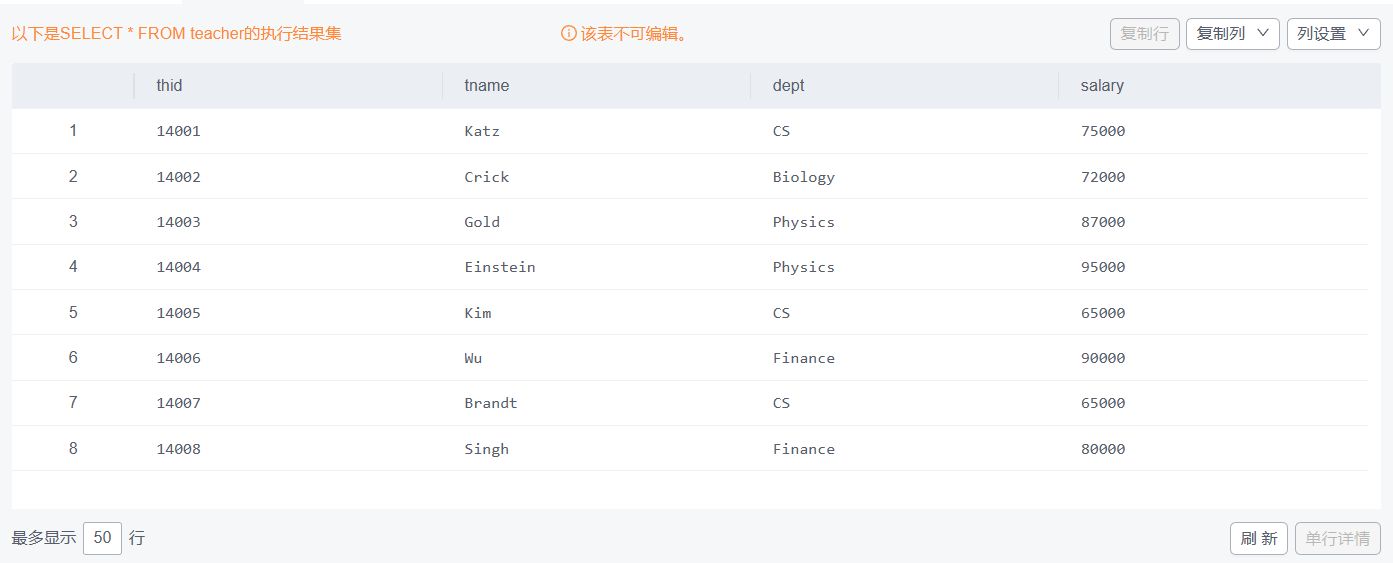 以下是SELECT * FROM teacher的执行结果集 该表不可编辑。 复制行 复制列 列设置
thid tname dept salary
1 14001 Katz CS 75000
2 14002 Crick Biology 72000
3 14003 Gold Physics 87000
4 14004 Einstein Physics 95000
5 14005 Kim CS 65000
6 14006 Wu Finance 90000
7 14007 Brandt CS 65000
8 14008 Singh Finance 80000
最多显示 50 行 刷 新 单行详情